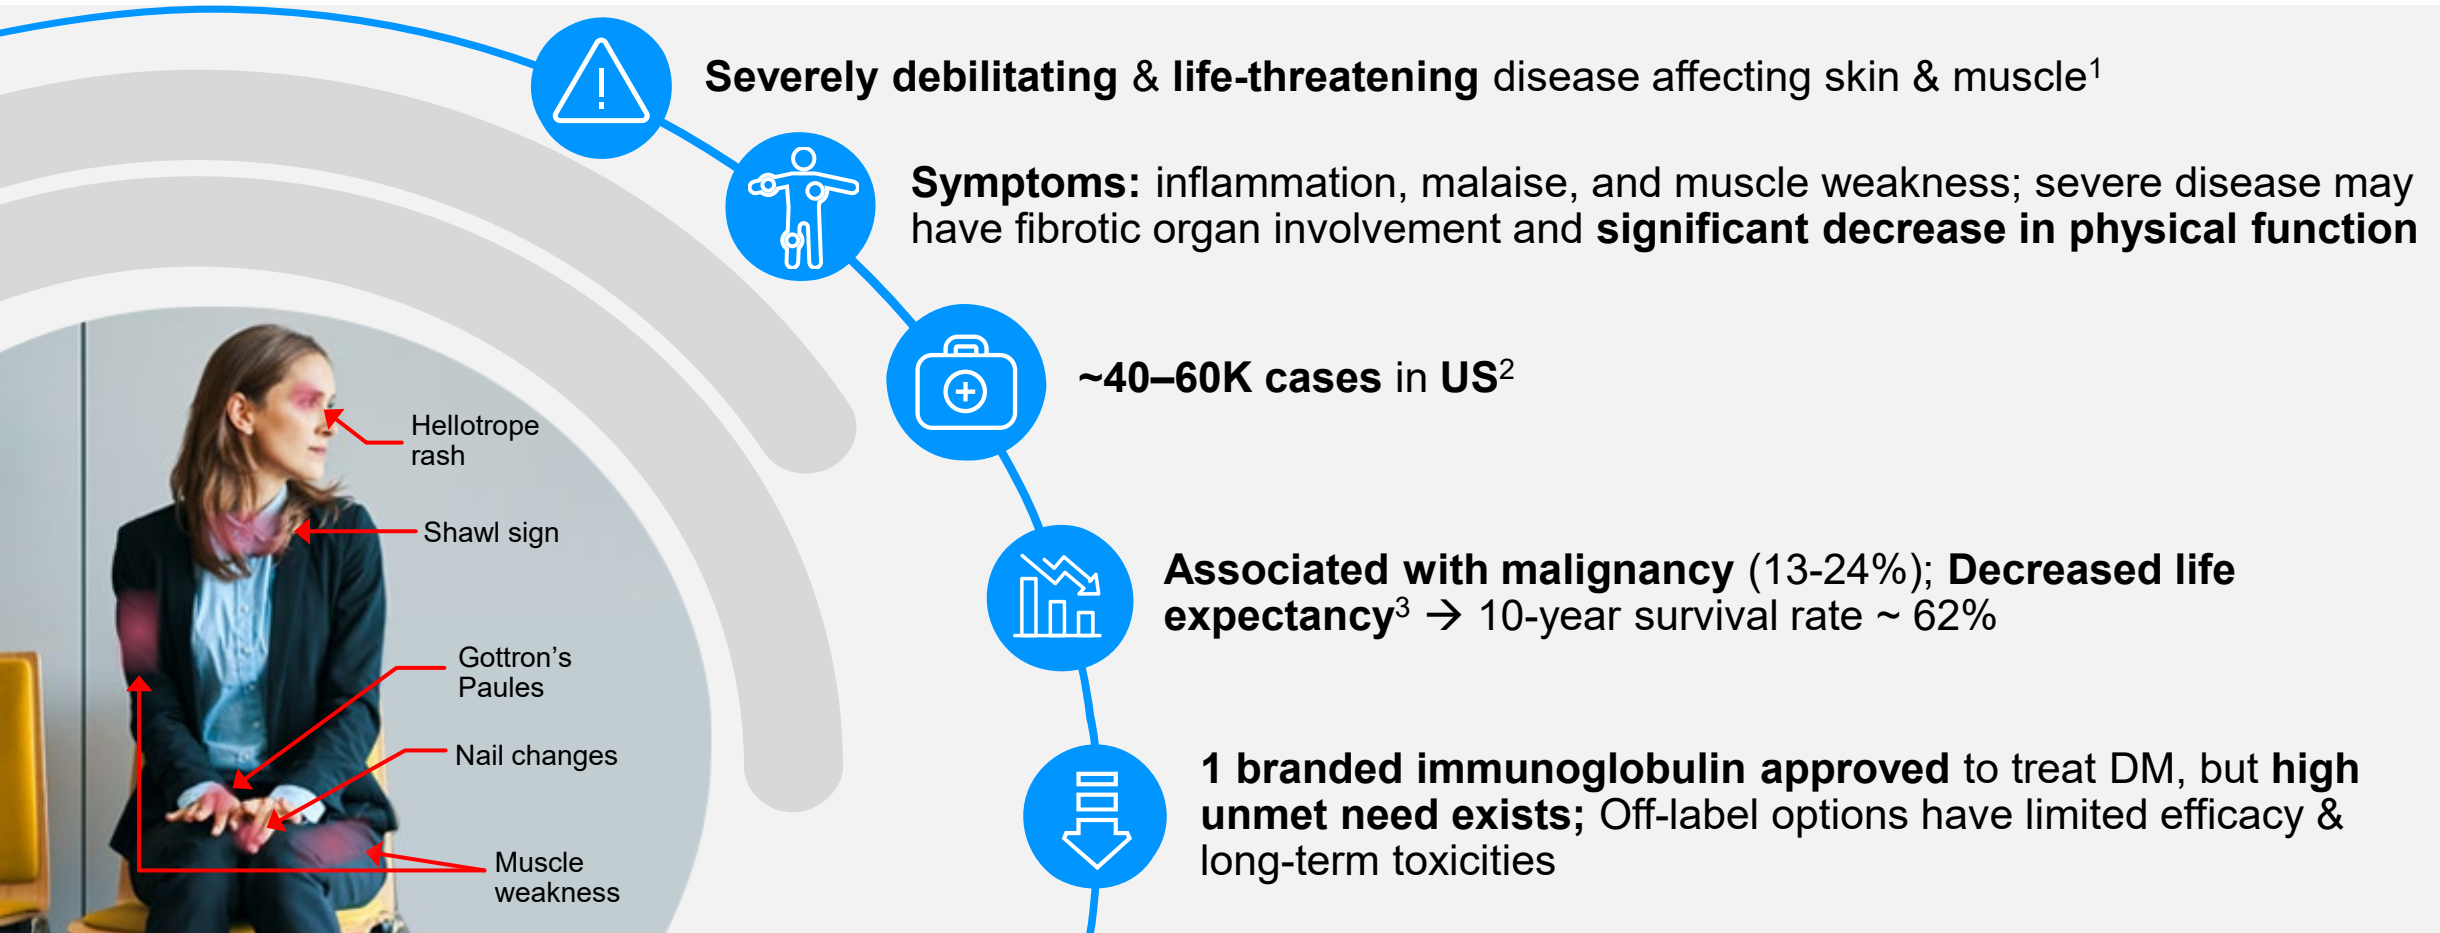 Severely debilitating & life-threatening disease affecting skin & muscle1
Symptoms: inflammation, malaise, and muscle weakness; severe disease may
have fibrotic organ involvement and significant decrease in physical function
~40–60K cases in US2
Associated with malignancy (13-24%); Decreased life
expectancy3 → 10-year survival rate ~ 62%
1 branded immunoglobulin approved to treat DM, but high
unmet need exists; Off-label options have limited efficacy &
long-term toxicities
Hellotrope
rash
Shawl sign
Gottron’s
Paules
Nail changes
Muscle
weakness